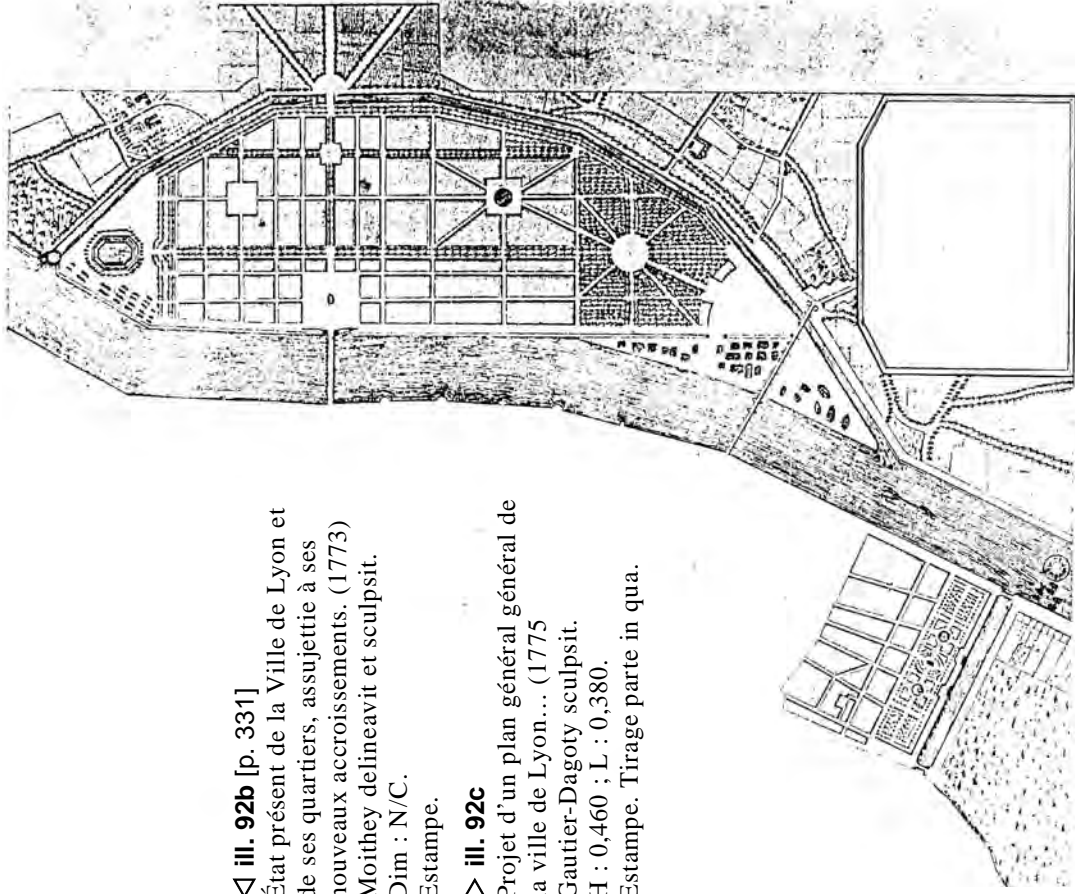 ◁ ill. 92b [p. 331]
État présent de la Ville de Lyon et
de ses quartiers, assujettie à ses
nouveaux accroissements. (1773)
Moithey delineavit et sculpsit.
Dim : N/C.
Estampe.
> ill. 92c
Projet d'un plan général général de
la ville de Lyon... (1775
Gautier-Dagoty sculpsit.
H : 0,460 ; L : 0,380.
Estampe. Tirage parte in qua.